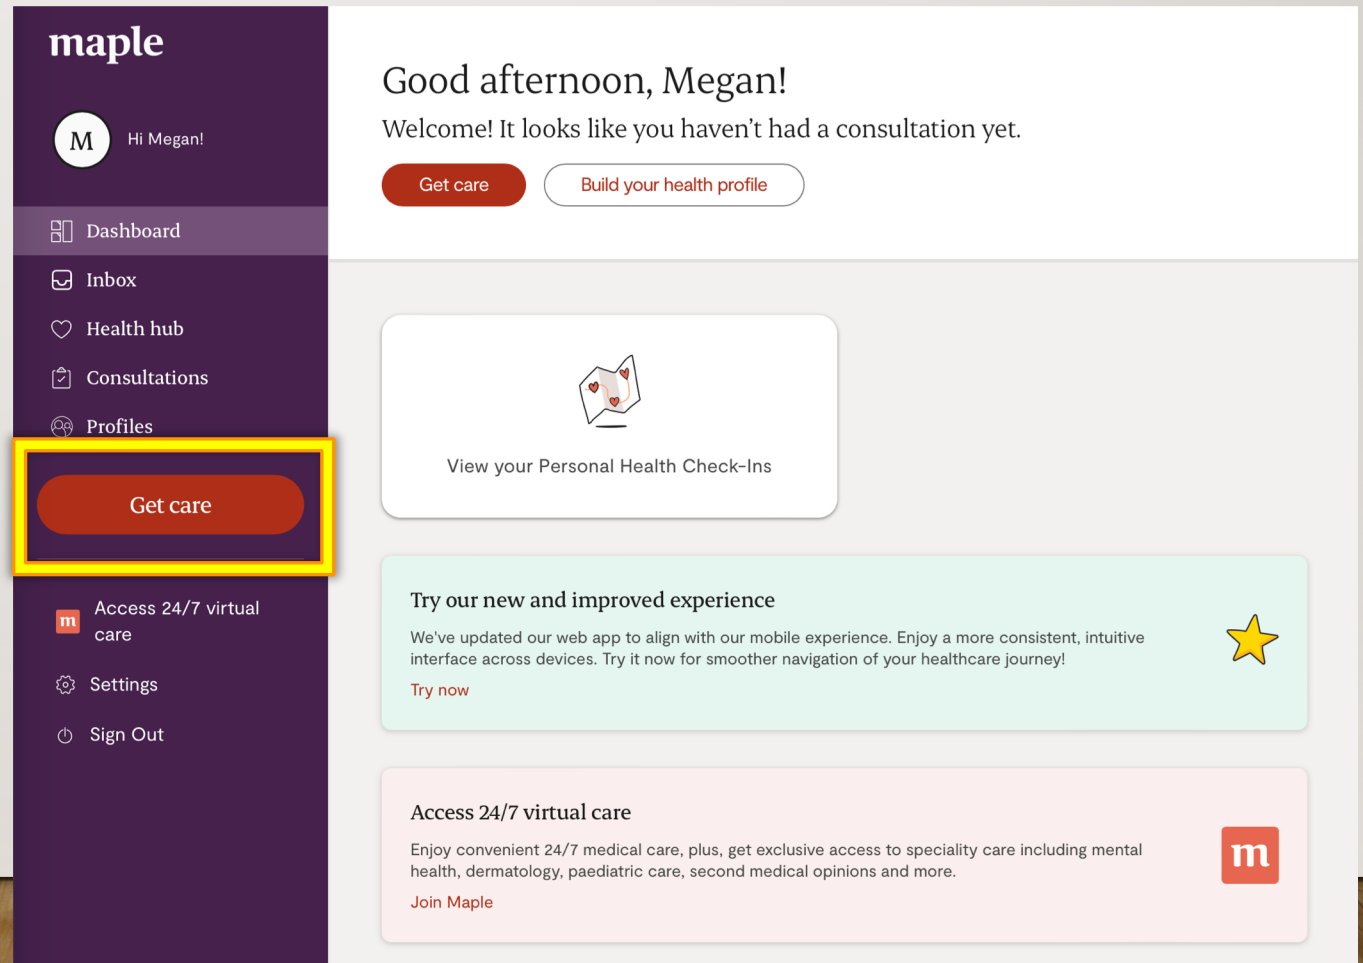 maple
M
Hi Megan!
Dashboard
Inbox
Health hub
Consultations
Profiles
Get care
m
Access 24/7 virtual
care
Settings
Sign Out
Good afternoon, Megan!
Welcome! It looks like you haven’t had a consultation yet.
Get care
Build your health profile
View your Personal Health Check-Ins
Try our new and improved experience
We've updated our web app to align with our mobile experience. Enjoy a more consistent, intuitive
interface across devices. Try it now for smoother navigation of your healthcare journey!
Try now
Access 24/7 virtual care
Enjoy convenient 24/7 medical care, plus, get exclusive access to speciality care including mental
health, dermatology, paediatric care, second medical opinions and more.
Join Maple
m